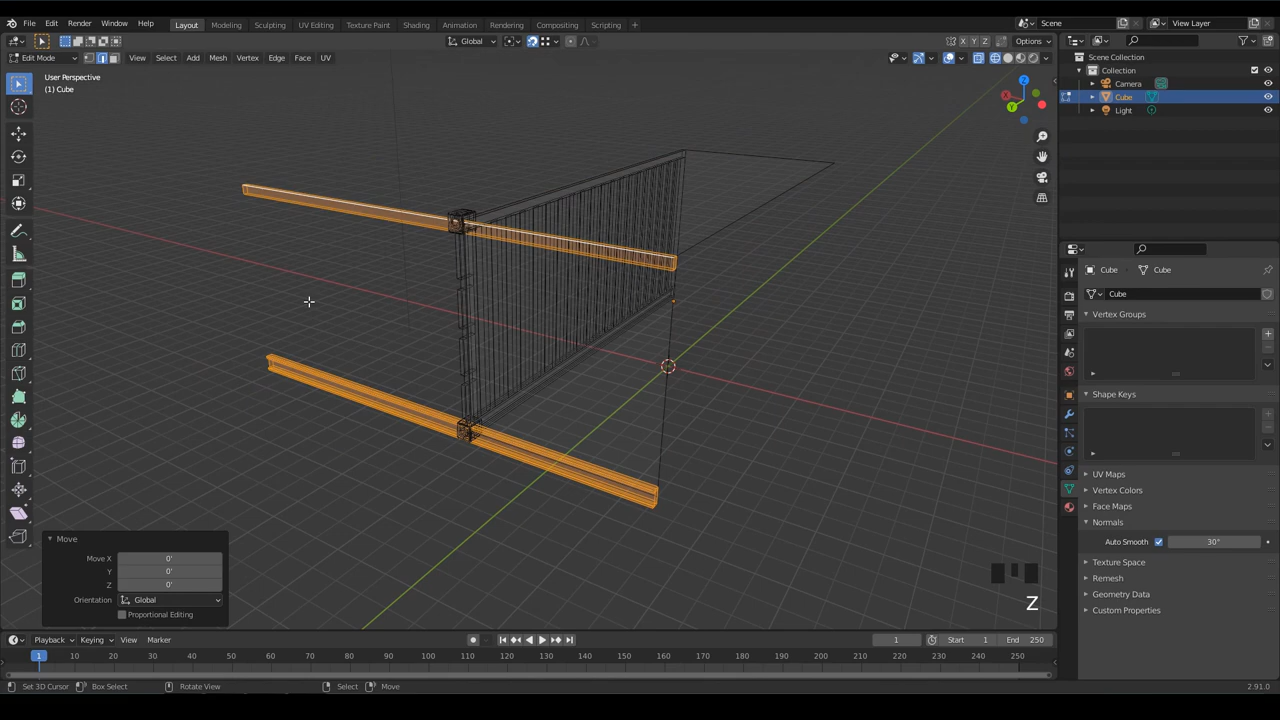 File Edit Render Window Help Layout Modeling Sculpting UV Editing Texture Paint Shading Animation Rendering Compositing Scripting + Scene View Layer
Global X Y Z Options
Edit Mode View Select Add Mesh Vertex Edge Face UV
User Perspective
(1) Cube
Scene Collection
Collection
Camera
Cube
Light
X
Y
Z
Cube Cube
Cube
Vertex Groups
Shape Keys
UV Maps
Vertex Colors
Face Maps
Normals
Auto Smooth 30°
Texture Space
Remesh
Geometry Data
Custom Properties
Move
Move X 0'
Y 0'
Z 0'
Orientation Global
Proportional Editing
Z
Playback Keying View Marker 1 Start 1 End 250
1 10 20 30 40 50 60 70 80 90 100 110 120 130 140 150 160 170 180 190 200 210 220 230 240 250
Set 3D Cursor Box Select Rotate View Select Move 2.91.0